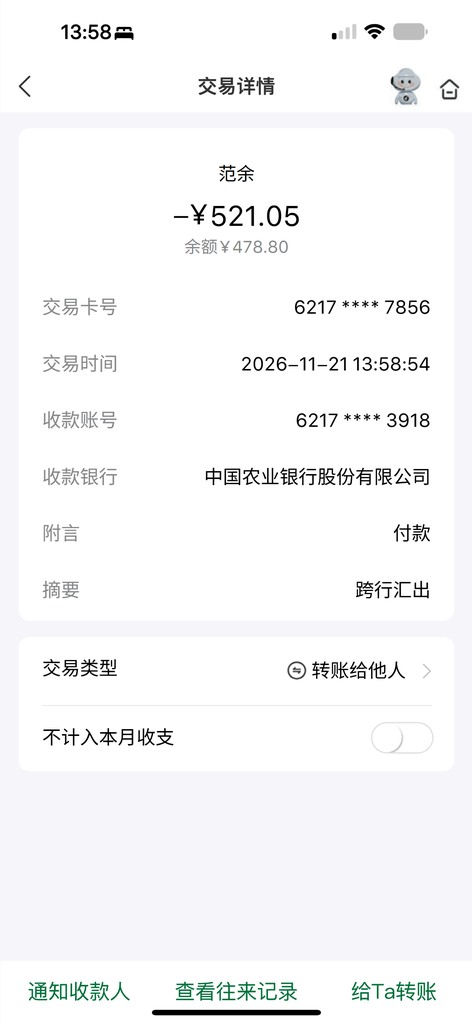 13:58
交易详情
范余
-¥521.05
余额¥478.80
交易卡号 6217 **** 7856
交易时间 2026-11-21 13:58:54
收款账号 6217 **** 3918
收款银行 中国农业银行股份有限公司
附言 付款
摘要 跨行汇出
交易类型 转账给他人
不计入本月收支
通知收款人 查看往来记录 给Ta转账